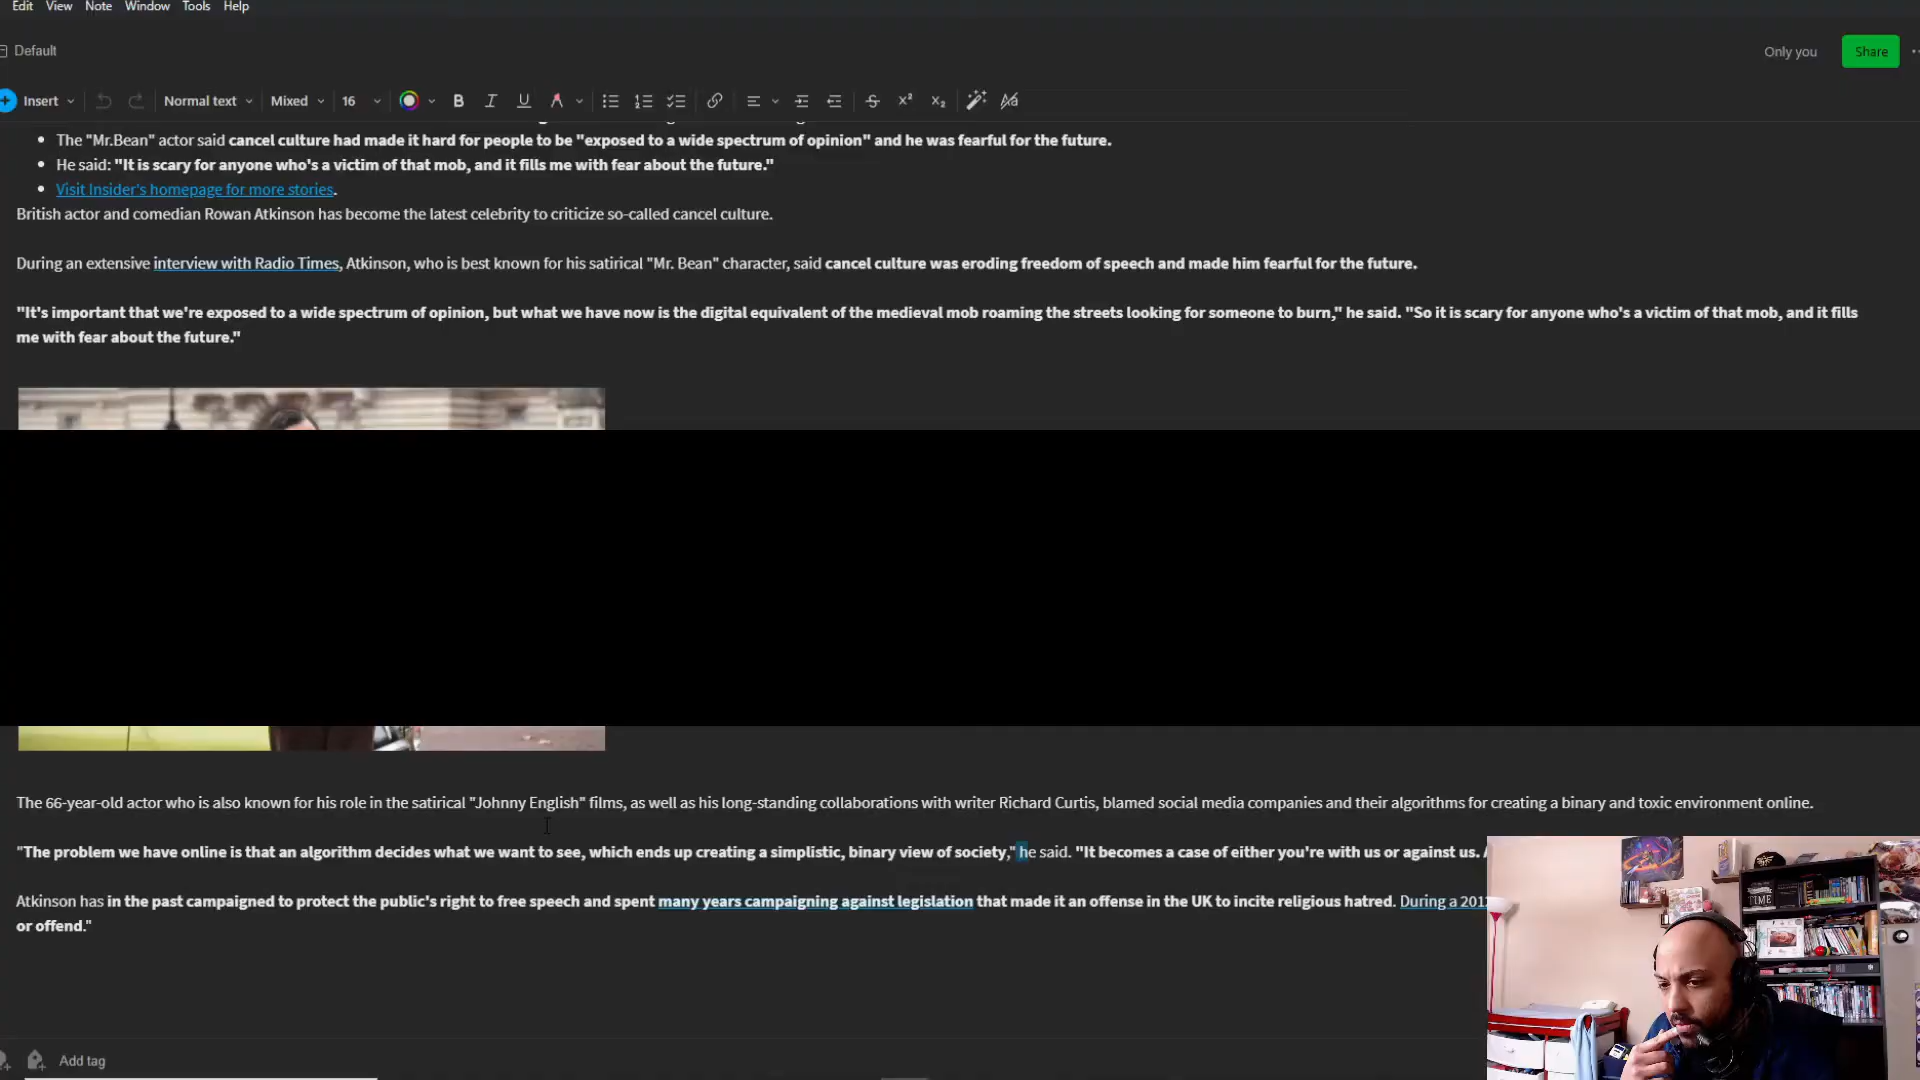 Edit View Note Window Tools Help
Default
Only you
Share
Insert Normal text Mixed 16
The "Mr.Bean" actor said cancel culture had made it hard for people to be "exposed to a wide spectrum of opinion" and he was fearful for the future.
He said: "It is scary for anyone who's a victim of that mob, and it fills me with fear about the future."
Visit Insider's homepage for more stories.
British actor and comedian Rowan Atkinson has become the latest celebrity to criticize so-called cancel culture.
During an extensive interview with Radio Times, Atkinson, who is best known for his satirical "Mr. Bean" character, said cancel culture was eroding freedom of speech and made him fearful for the future.
"It's important that we're exposed to a wide spectrum of opinion, but what we have now is the digital equivalent of the medieval mob roaming the streets looking for someone to burn," he said. "So it is scary for anyone who's a victim of that mob, and it fills
me with fear about the future."
The 66-year-old actor who is also known for his role in the satirical "Johnny English" films, as well as his long-standing collaborations with writer Richard Curtis, blamed social media companies and their algorithms for creating a binary and toxic environment online.
"The problem we have online is that an algorithm decides what we want to see, which ends up creating a simplistic, binary view of society," he said. "It becomes a case of either you're with us or against us.
Atkinson has in the past campaigned to protect the public's right to free speech and spent many years campaigning against legislation that made it an offense in the UK to incite religious hatred. During a 201
or offend."
Add tag
TIME